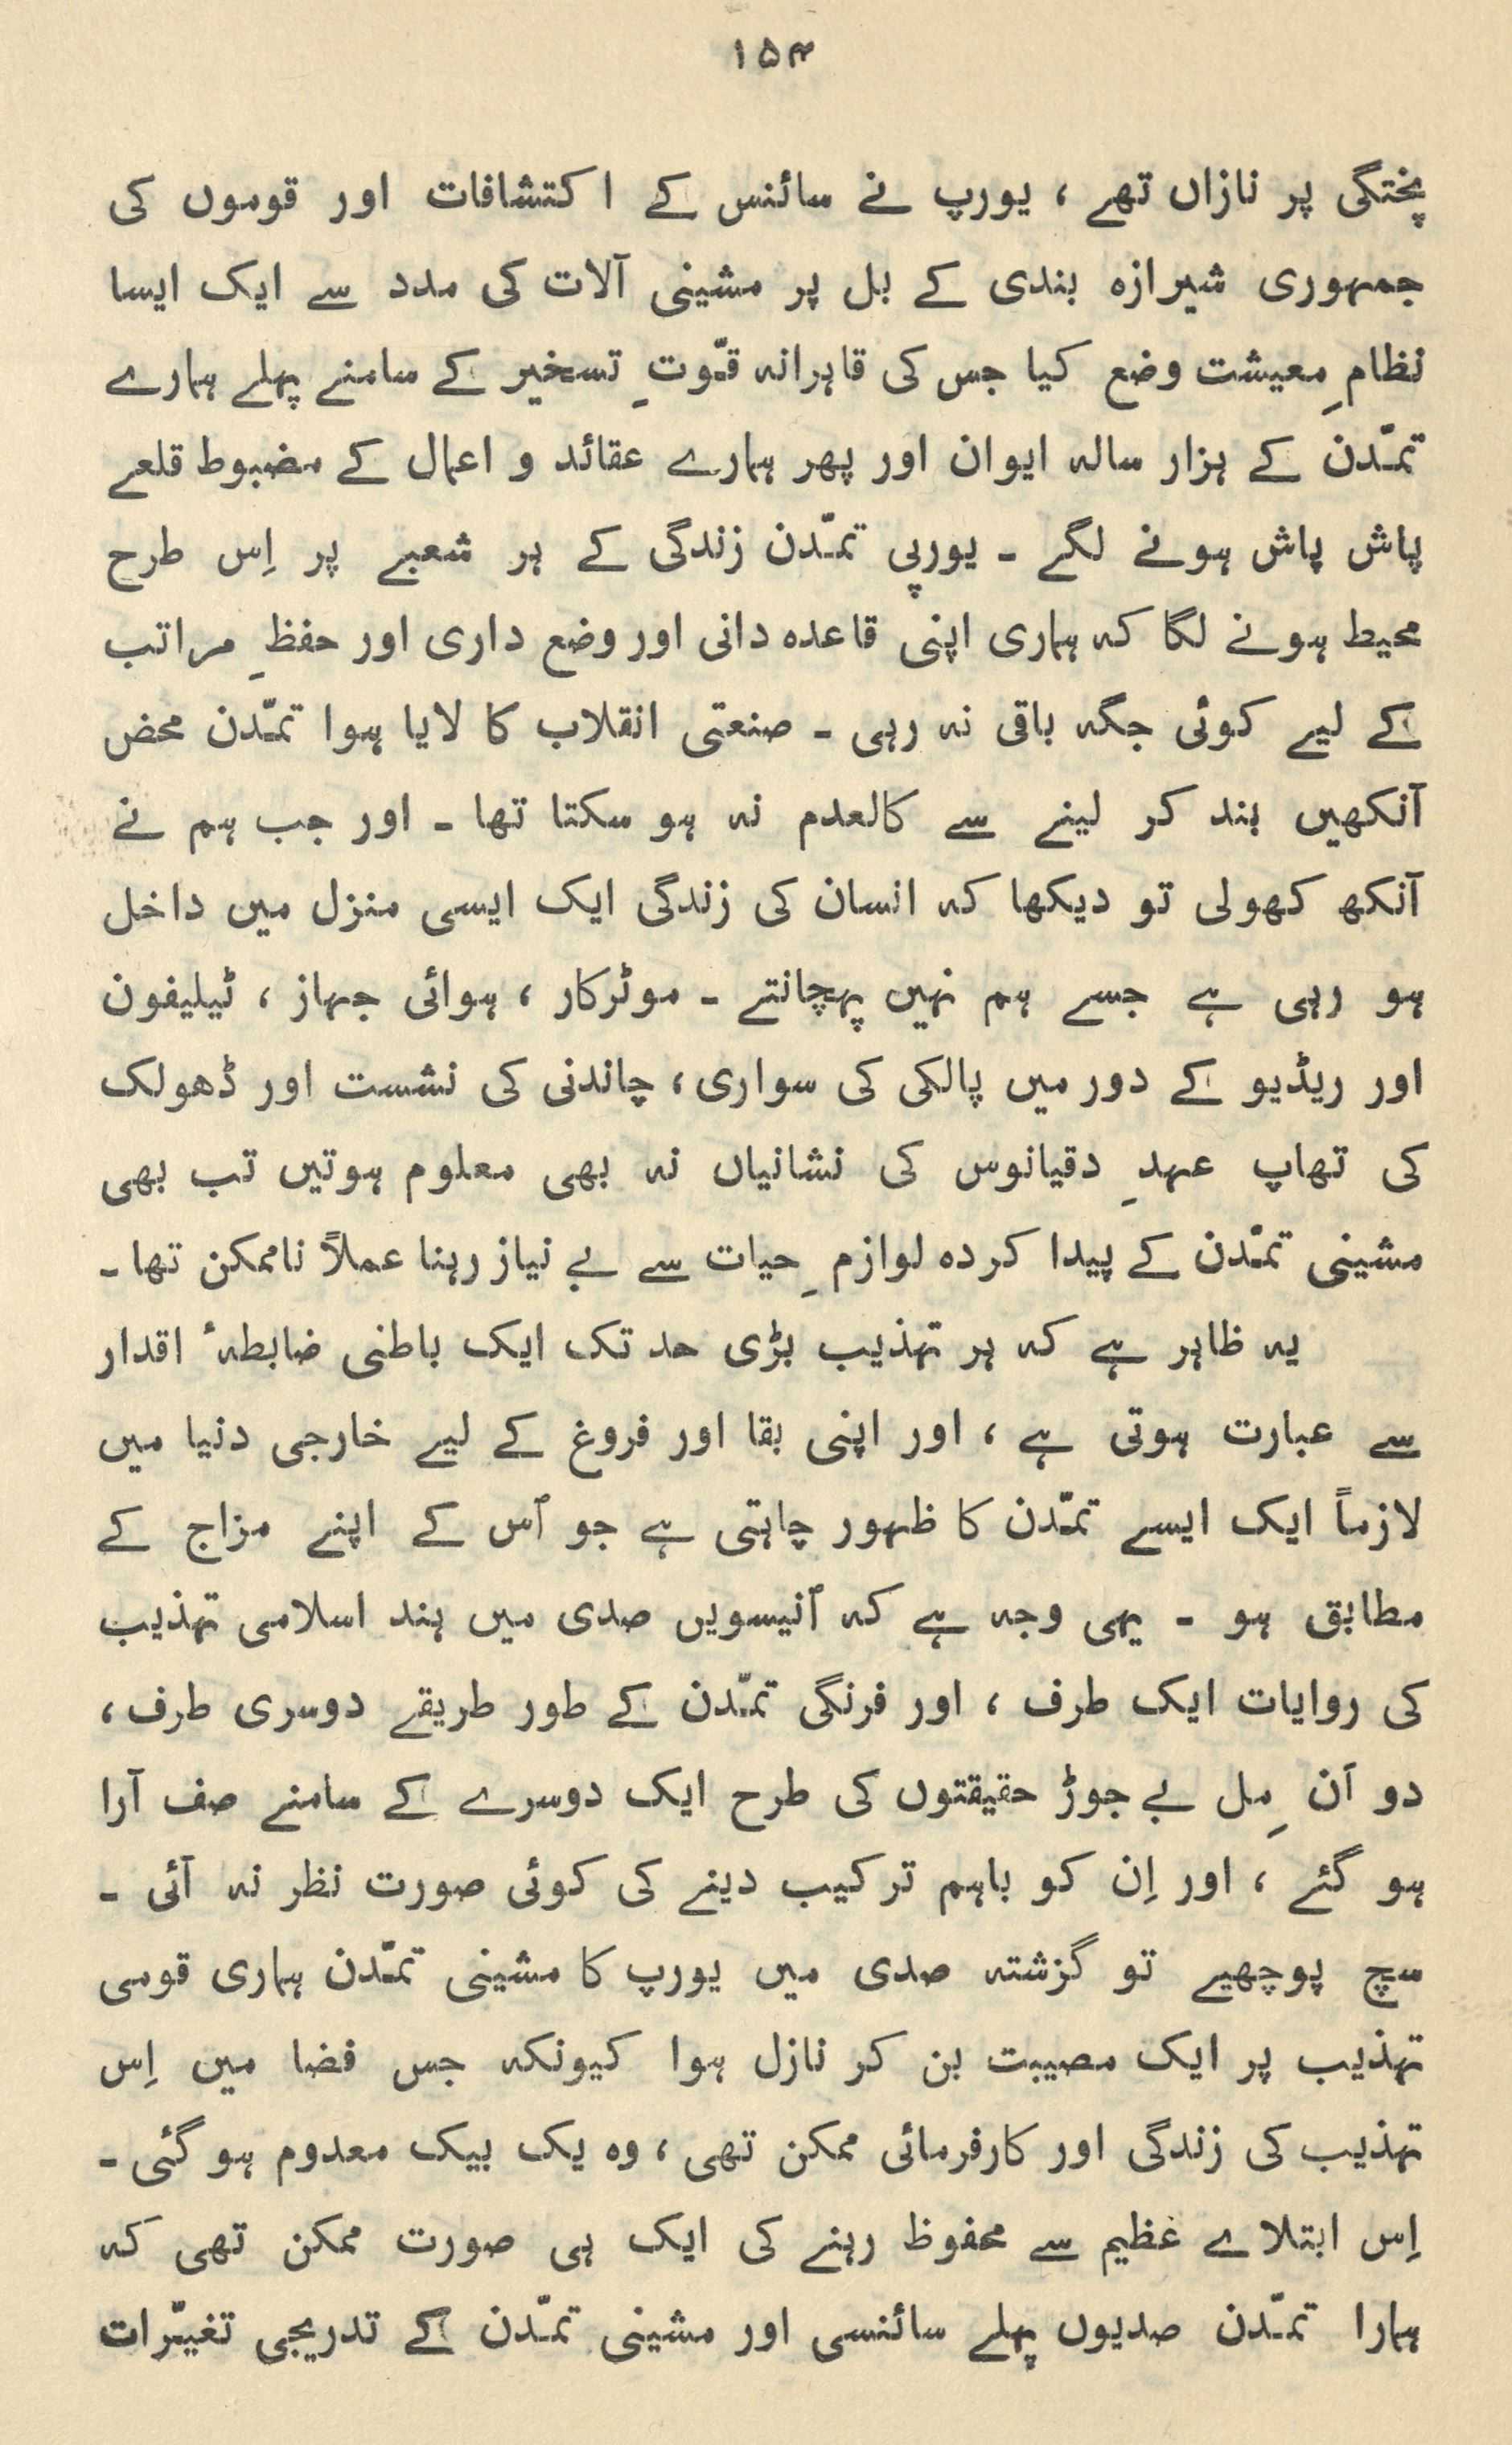 ۱۵۴
پختگی پر نازاں تھے ، یورپ نے سائنس کے اکتشافات اور قوموں کی
جمہوری شیرازہ بندی کے بل پر مشینی آلات کی مدد سے ایک ایسا
نظامِ معیشت وضع کیا جس کی قاہرانہ قوّتِ تسخیر کے سامنے پہلے ہمارے
تمدّن کے ہزار سالہ ایوان اور پھر ہمارے عقائد و اعمال کے مضبوط قلعے
پاش پاش ہونے لگے ۔ یورپی تمدّن زندگی کے ہر شعبے پر اِس طرح
محیط ہونے لگا کہ ہماری اپنی قاعدہ دانی اور وضع داری اور حفظِ مراتب
کے لیے کوئی جگہ باقی نہ رہی ۔ صنعتی انقلاب کا لایا ہوا تمدّن محض
آنکھیں بند کر لینے سے کالعدم نہ ہو سکتا تھا ۔ اور جب ہم نے
آنکھ کھولی تو دیکھا کہ انسان کی زندگی ایک ایسی منزل میں داخل
ہو رہی ہے جسے ہم نہیں پہچانتے ۔ موٹرکار ، ہوائی جہاز ، ٹیلیفون
اور ریڈیو کے دور میں پالکی کی سواری ، چاندنی کی نشست اور ڈھولک
کی تھاپ عہدِ دقیانوس کی نشانیاں نہ بھی معلوم ہوتیں تب بھی
مشینی تمدّن کے پیدا کردہ لوازمِ حیات سے بے نیاز رہنا عملاً ناممکن تھا ۔
یہ ظاہر ہے کہ ہر تہذیب بڑی حد تک ایک باطنی ضابطۂ اقدار
سے عبارت ہوتی ہے ، اور اپنی بقا اور فروغ کے لیے خارجی دنیا میں
لازماً ایک ایسے تمدّن کا ظہور چاہتی ہے جو اُس کے اپنے مزاج کے
مطابق ہو ۔ یہی وجہ ہے کہ اُنیسویں صدی میں ہند اسلامی تہذیب
کی روایات ایک طرف ، اور فرنگی تمدّن کے طور طریقے دوسری طرف ،
دو اَن مِل بے جوڑ حقیقتوں کی طرح ایک دوسرے کے سامنے صف آرا
ہو گئے ، اور اِن کو باہم ترکیب دینے کی کوئی صورت نظر نہ آئی ۔
سچ پوچھیے تو گزشتہ صدی میں یورپ کا مشینی تمدّن ہماری قومی
تہذیب پر ایک مصیبت بن کر نازل ہوا کیونکہ جس فضا میں اِس
تہذیب کی زندگی اور کارفرمائی ممکن تھی ، وہ یک بیک معدوم ہو گئی ۔
اِس ابتلاے عظیم سے محفوظ رہنے کی ایک ہی صورت ممکن تھی کہ
ہمارا تمدّن صدیوں پہلے سائنسی اور مشینی تمدّن کے تدریجی تغیّرات